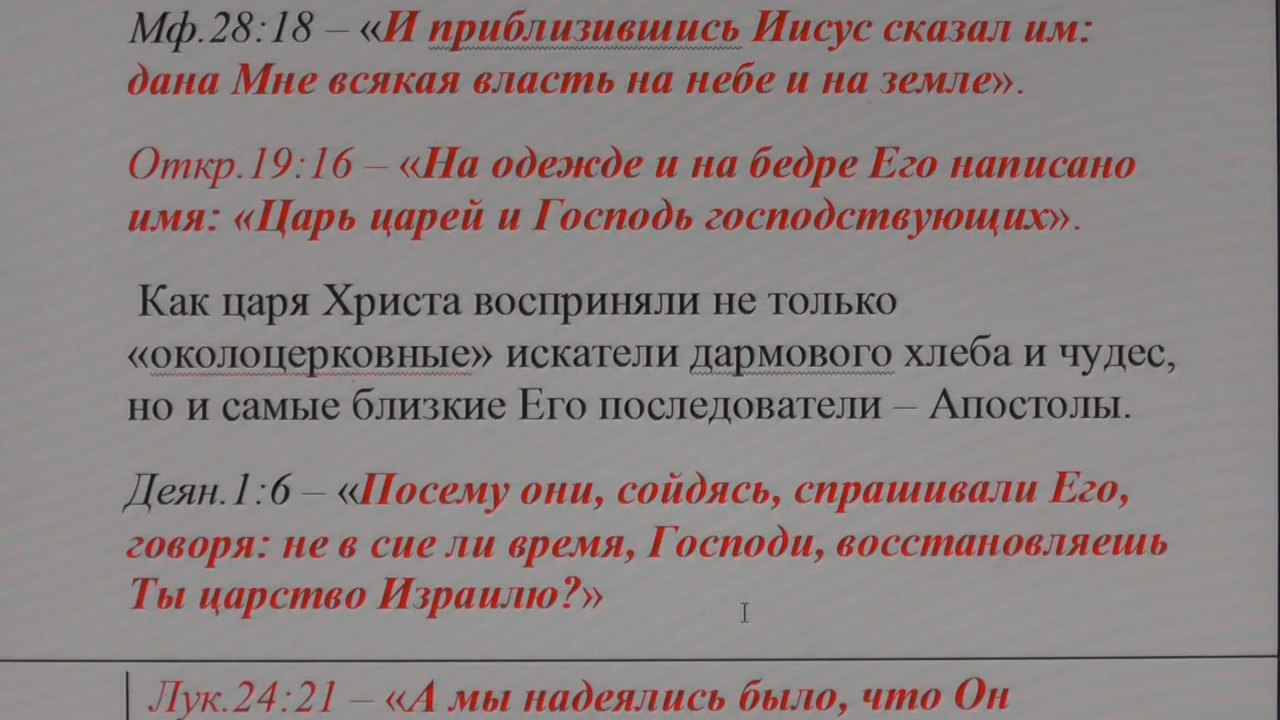 Мф.28:18 – «И приблизившись Иисус сказал им:
дана Мне всякая власть на небе и на земле».
Откр.19:16 – «На одежде и на бедре Его написано
имя: «Царь царей и Господь господствующих».
Как царя Христа восприняли не только
«околоцерковные» искатели дармового хлеба и чудес,
но и самые близкие Его последователи – Апостолы.
Деян.1:6 – «Посему они, сойдясь, спрашивали Его,
говоря: не в сие ли время, Господи, восстановляешь
Ты царство Израилю?»
Лук.24:21 – «А мы надеялись было, что Он